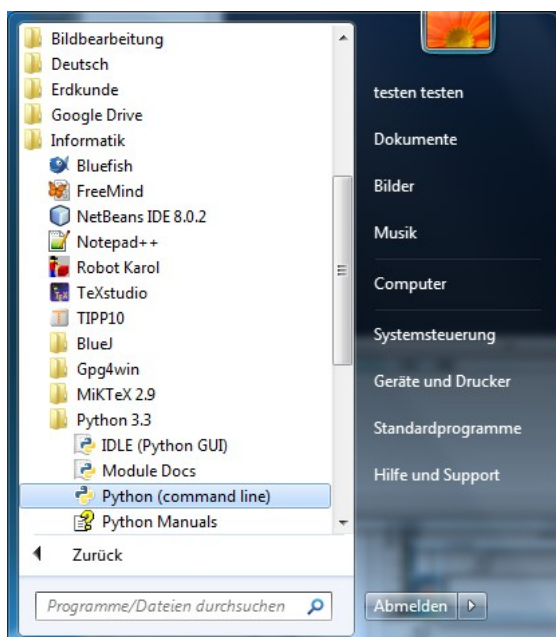 Bildbearbeitung
Deutsch
Erdkunde
Google Drive
Informatik
Bluefish
FreeMind
NetBeans IDE 8.0.2
Notepad++
Robot Karol
TeXstudio
TIPP10
BlueJ
Gpg4win
MiKTeX 2.9
Python 3.3
IDLE (Python GUI)
Module Docs
Python (command line)
Python Manuals
Zurück
Programme/Dateien durchsuchen
testen testen
Dokumente
Bilder
Musik
Computer
Systemsteuerung
Geräte und Drucker
Standardprogramme
Hilfe und Support
Abmelden